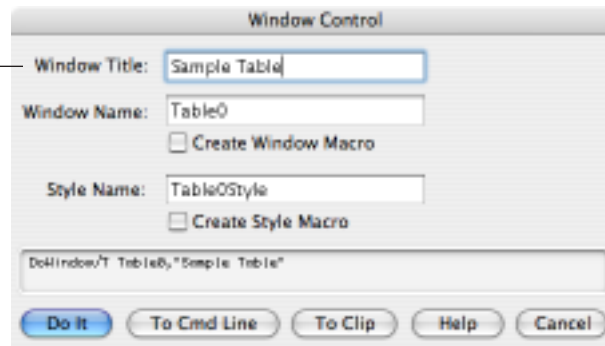 Window Control
Window Title: Sample Table
Window Name: Table0
Create Window Macro
Style Name: Table0Style
Create Style Macro
DoWindow/T Table0,"Sample Table"
Do It To Cmd Line To Clip Help Cancel